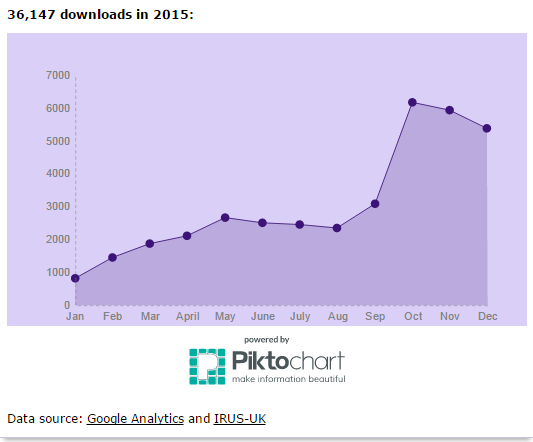 36,147 downloads in 2015:
7000
6000
5000
4000
3000
2000
1000
0
Jan Feb Mar April May June July Aug Sep Oct Nov Dec
powered by
Piktochart
make information beautiful
Data source: Google Analytics and IRUS-UK